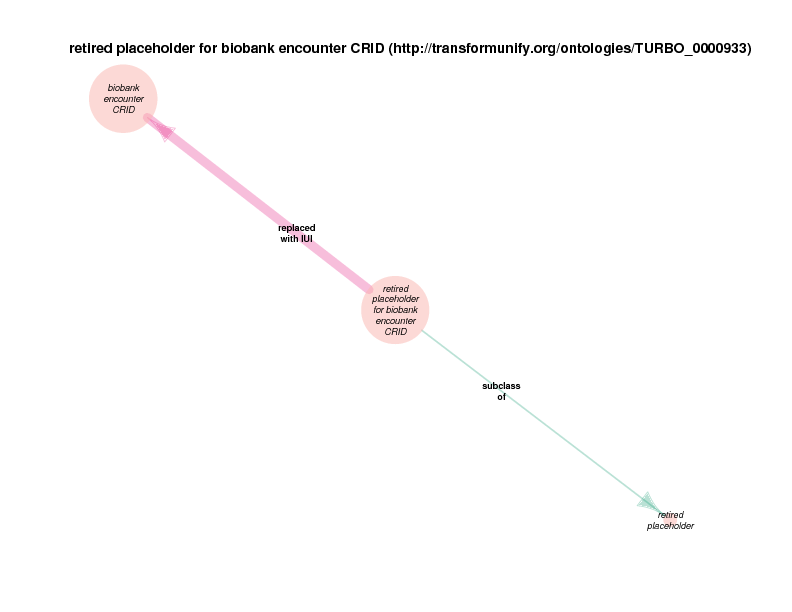 retired placeholder for biobank encounter CRID (http://transformunify.org/ontologies/TURBO_0000933)
biobank
encounter
CRID
replaced
with IUI
retired
placeholder
for biobank
encounter
CRID
subclass
of
retired
placeholder